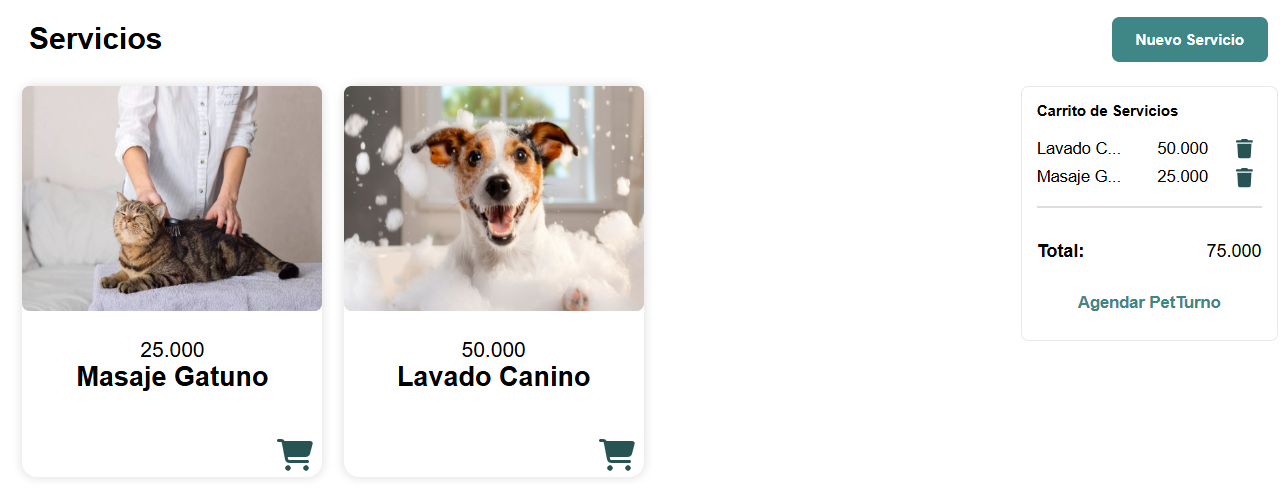 Servicios
Nuevo Servicio
25.000
Masaje Gatuno
50.000
Lavado Canino
Carrito de Servicios
Lavado C... 50.000
Masaje G... 25.000
Total: 75.000
Agendar PetTurno